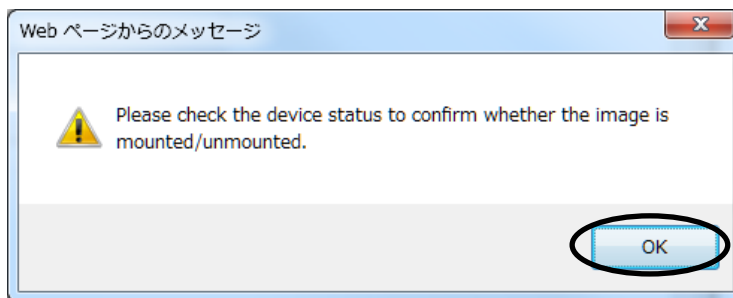 Web ページからのメッセージ
Please check the device status to confirm whether the image is
mounted/unmounted.
OK